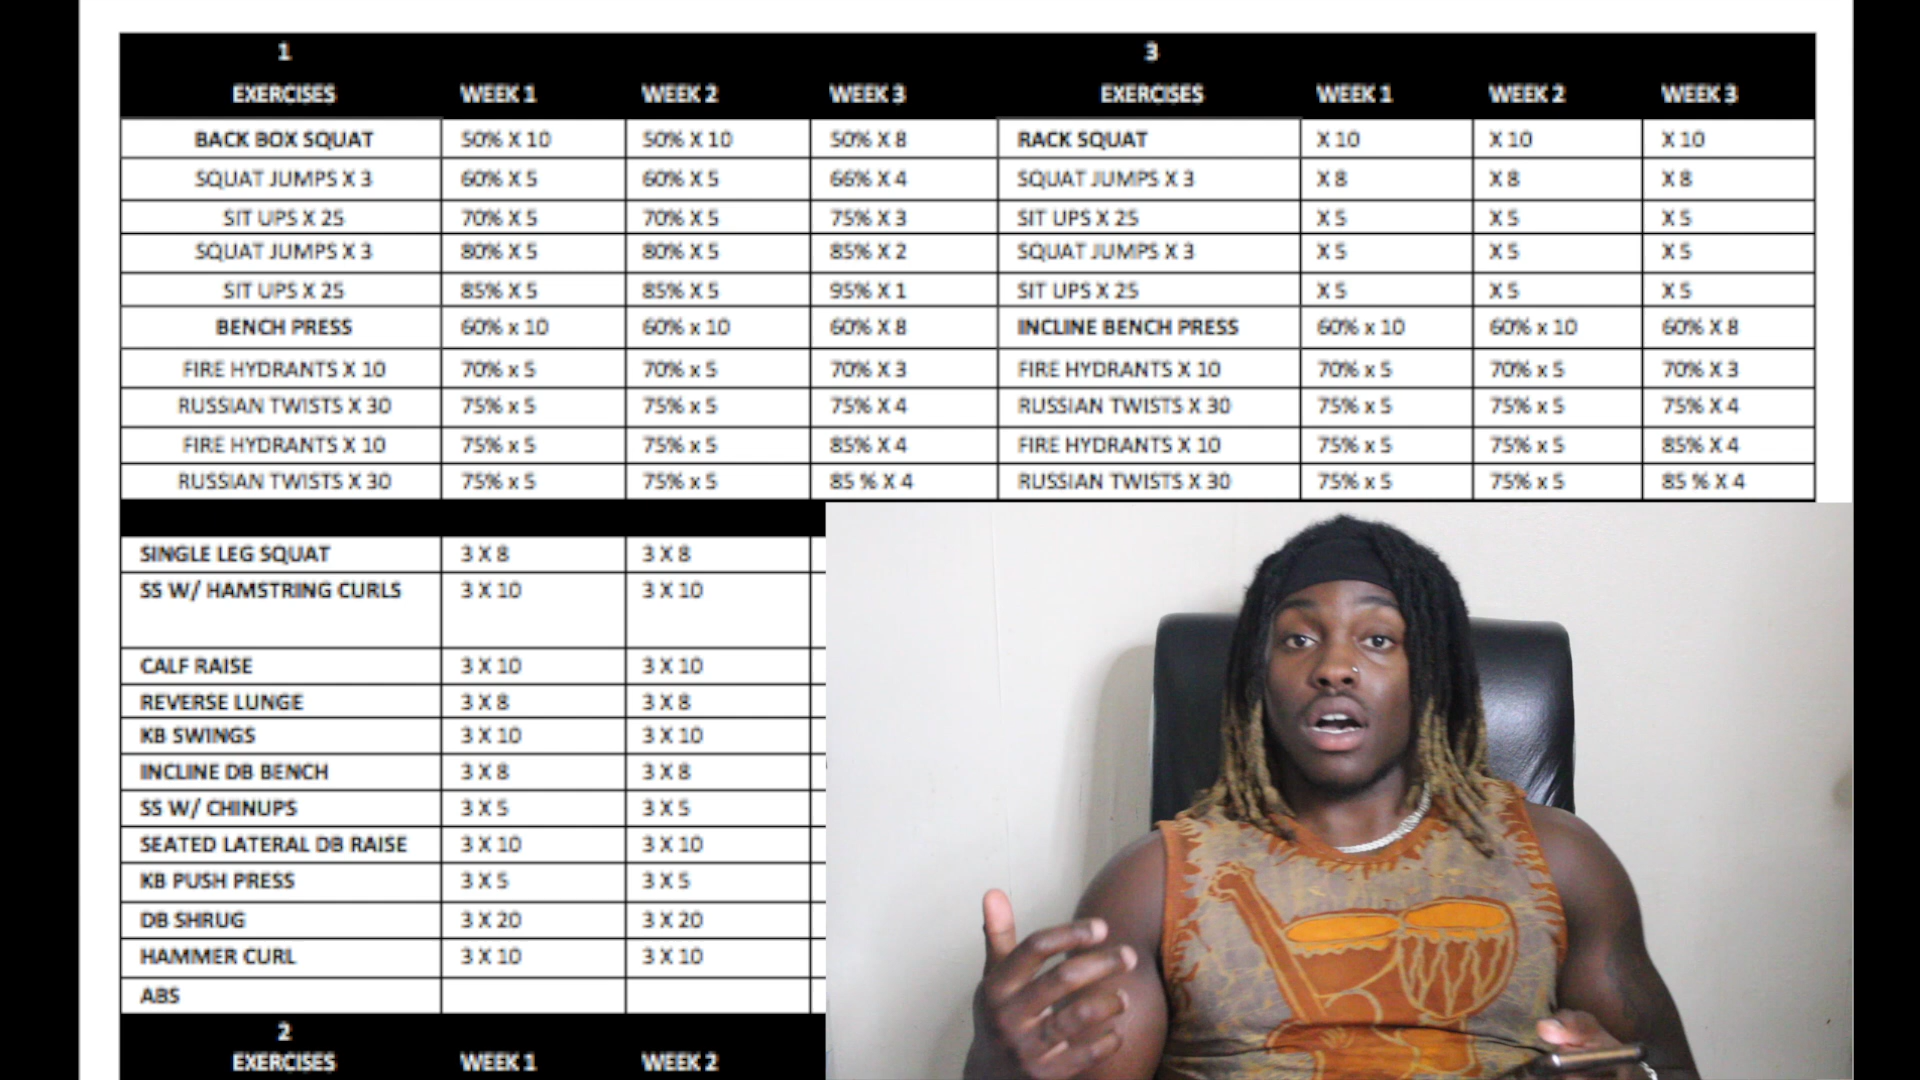 1 3
EXERCISES WEEK 1 WEEK 2 WEEK 3 EXERCISES WEEK 1 WEEK 2 WEEK 3
BACK BOX SQUAT 50% X 10 50% X 10 50% X 8 RACK SQUAT X 10 X 10 X 10
SQUAT JUMPS X 3 60% X 5 60% X 5 66% X 4 SQUAT JUMPS X 3 X 8 X 8 X 8
SIT UPS X 25 70% X 5 70% X 5 75% X 3 SIT UPS X 25 X 5 X 5 X 5
SQUAT JUMPS X 3 80% X 5 80% X 5 85% X 2 SQUAT JUMPS X 3 X 5 X 5 X 5
SIT UPS X 25 85% X 5 85% X 5 95% X 1 SIT UPS X 25 X 5 X 5 X 5
BENCH PRESS 60% x 10 60% x 10 60% X 8 INCLINE BENCH PRESS 60% x 10 60% x 10 60% X 8
FIRE HYDRANTS X 10 70% x 5 70% x 5 70% X 3 FIRE HYDRANTS X 10 70% x 5 70% x 5 70% X 3
RUSSIAN TWISTS X 30 75% x 5 75% x 5 75% X 4 RUSSIAN TWISTS X 30 75% x 5 75% x 5 75% X 4
FIRE HYDRANTS X 10 75% x 5 75% x 5 85% X 4 FIRE HYDRANTS X 10 75% x 5 75% x 5 85% X 4
RUSSIAN TWISTS X 30 75% x 5 75% x 5 85 % X 4 RUSSIAN TWISTS X 30 75% x 5 75% x 5 85 % X 4
SINGLE LEG SQUAT 3 X 8 3 X 8
SS W/ HAMSTRING CURLS 3 X 10 3 X 10
CALF RAISE 3 X 10 3 X 10
REVERSE LUNGE 3 X 8 3 X 8
KB SWINGS 3 X 10 3 X 10
INCLINE DB BENCH 3 X 8 3 X 8
SS W/ CHINUPS 3 X 5 3 X 5
SEATED LATERAL DB RAISE 3 X 10 3 X 10
KB PUSH PRESS 3 X 5 3 X 5
DB SHRUG 3 X 20 3 X 20
HAMMER CURL 3 X 10 3 X 10
ABS
2
EXERCISES WEEK 1 WEEK 2